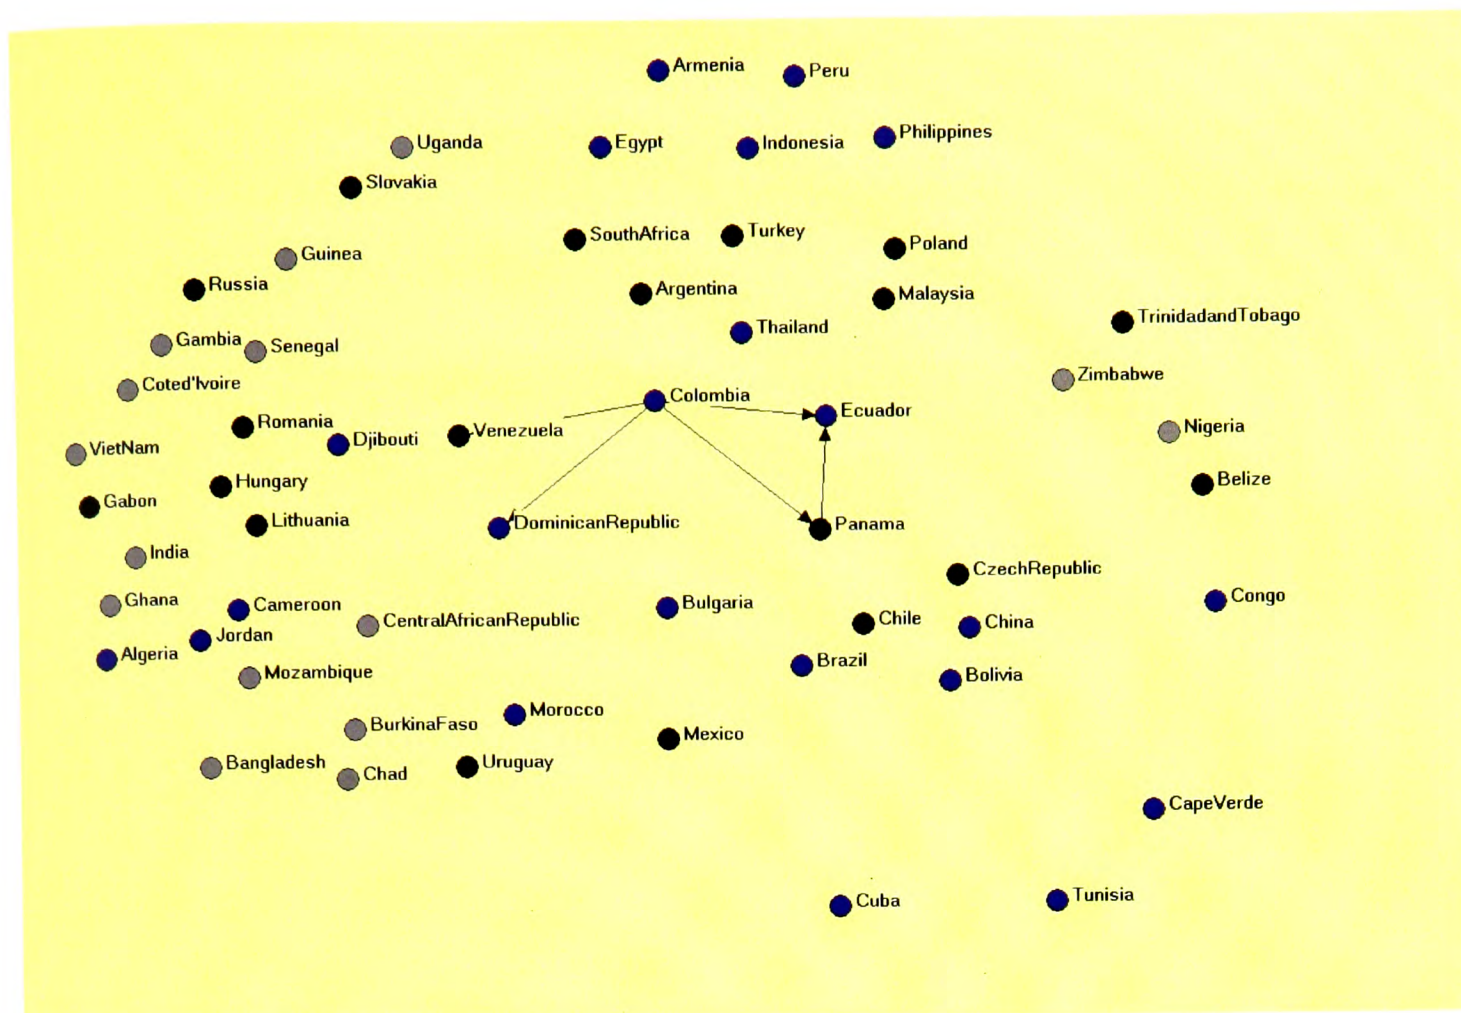 Armenia
Peru
Philippines
Uganda
Egypt
Indonesia
Slovakia
SouthAfrica
Turkey
Poland
Guinea
Russia
Argentina
Malaysia
TrinidadandTobago
Thailand
Gambia
Senegal
Zimbabwe
Coted'Ivoire
Colombia
Ecuador
Romania
Venezuela
Nigeria
Djibouti
VietNam
Hungary
Belize
Gabon
Lithuania
DominicanRepublic
Panama
India
CzechRepublic
Ghana
Cameroon
Bulgaria
Congo
CentralAfricanRepublic
Chile
China
Jordan
Algeria
Brazil
Mozambique
Bolivia
Morocco
BurkinaFaso
Mexico
Bangladesh
Uruguay
Chad
CapeVerde
Cuba
Tunisia